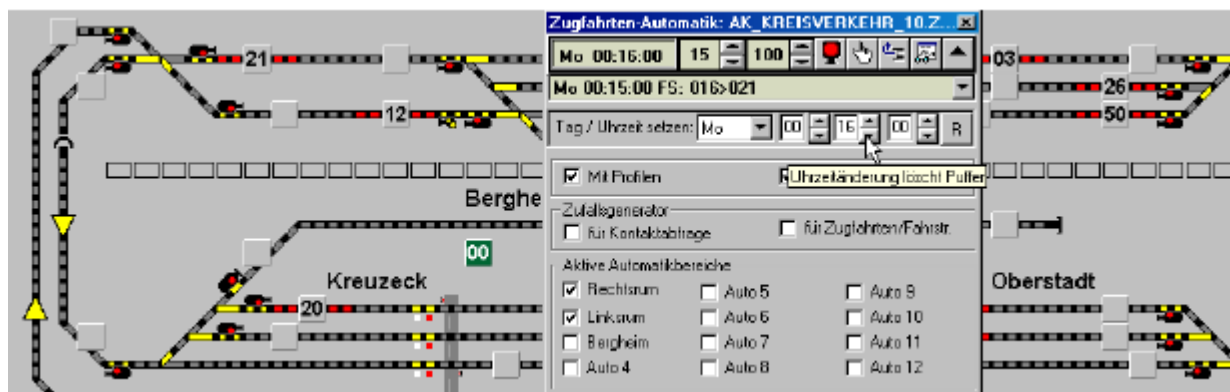 Zugfahrten-Automatik: AK_KREISVERKEHR_10.Z...
Mo 00:16:00 15 100
Mo 00:15:00 FS: 016>021
Tag / Uhrzeit setzen: Mo 00 16 00 R
Mit Profilen
Uhrzeitänderung löscht Puffer
Zufallsgenerator
für Kontaktabfrage für Zugfahrten/Fahrstr.
Aktive Automatikbereiche
Rechtsrum Auto 5 Auto 9
Linksrum Auto 6 Auto 10
Bergheim Auto 7 Auto 11
Auto 4 Auto 8 Auto 12
21
12
Berghe
00
Kreuzeck
20
03
26
50
Oberstadt